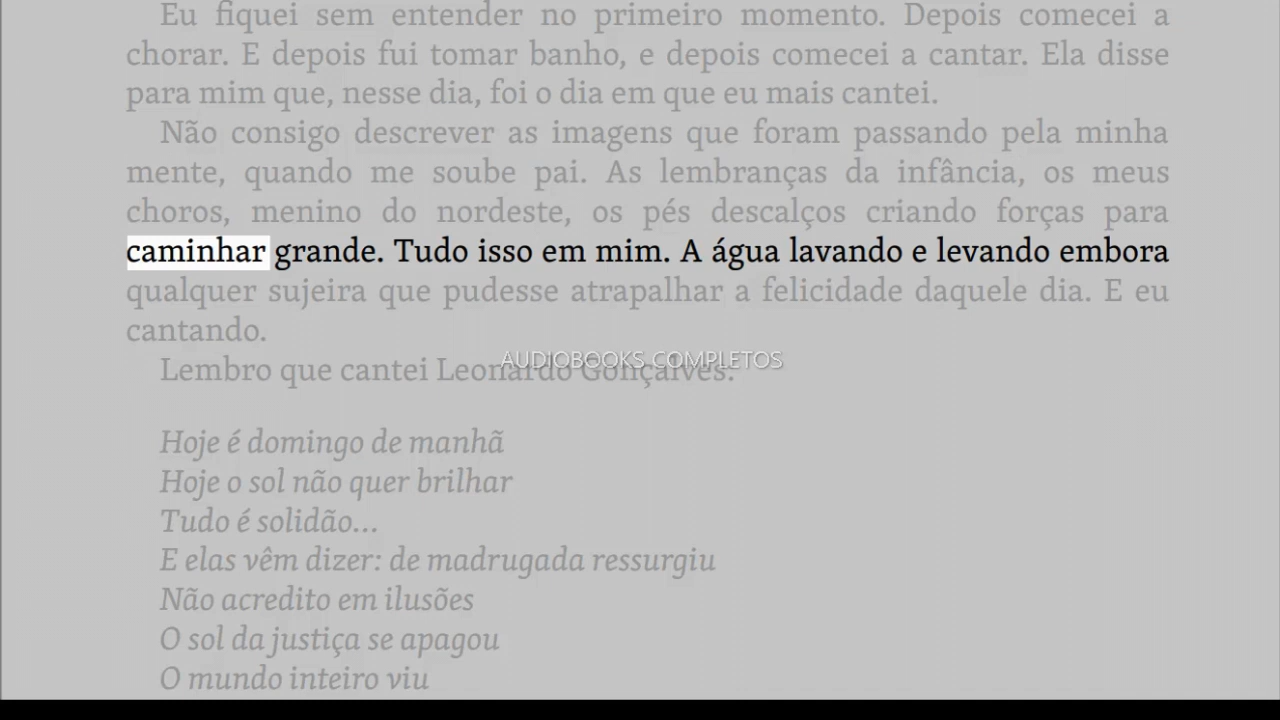 Eu fiquei sem entender no primeiro momento. Depois comecei a
chorar. E depois fui tomar banho, e depois comecei a cantar. Ela disse
para mim que, nesse dia, foi o dia em que eu mais cantei.
Não consigo descrever as imagens que foram passando pela minha
mente, quando me soube pai. As lembranças da infância, os meus
choros, menino do nordeste, os pés descalços criando forças para
caminhar grande. Tudo isso em mim. A água lavando e levando embora
qualquer sujeira que pudesse atrapalhar a felicidade daquele dia. E eu
cantando.
AUDIOBOOKS COMPLETOS
Lembro que cantei Leonardo Gonçalves:
Hoje é domingo de manhã
Hoje o sol não quer brilhar
Tudo é solidão...
E elas vêm dizer: de madrugada ressurgiu
Não acredito em ilusões
O sol da justiça se apagou
O mundo inteiro viu